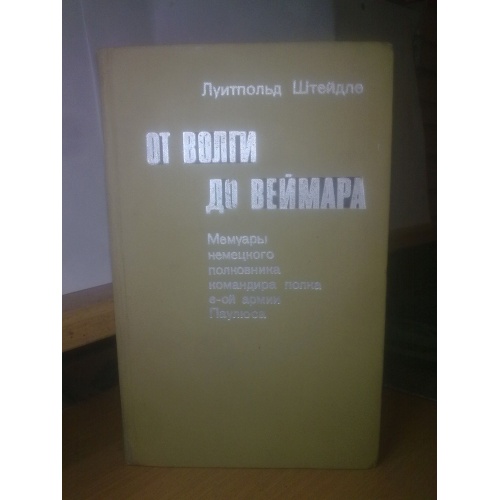 Луитпольд Штейдле
ОТ ВОЛГИ
ДО ВЕЙМАРА
Мемуары
немецкого
полковника
командира полка
6-ой армии
Паулюса